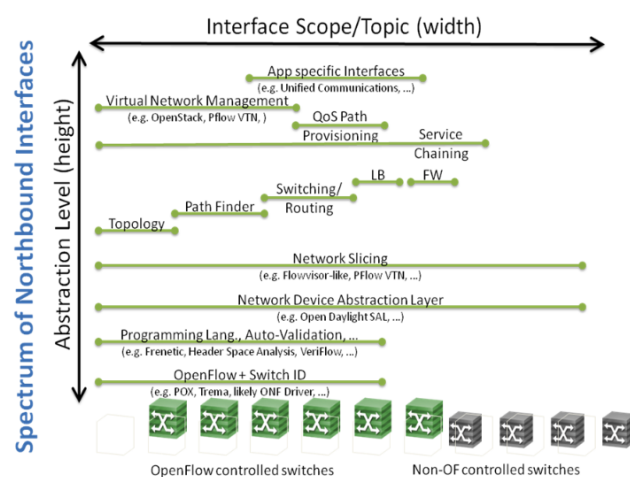 Interface Scope/Topic (width)
Spectrum of Northbound Interfaces
Abstraction Level (height)
App specific Interfaces
(e.g. Unified Communications, ...)
Virtual Network Management
(e.g. OpenStack, Pflow VTN, )
QoS Path
Provisioning
Service
Chaining
LB
FW
Switching/
Routing
Path Finder
Topology
Network Slicing
(e.g. Flowvisor-like, PFlow VTN, ...)
Network Device Abstraction Layer
(e.g. Open Daylight SAL, ...)
Programming Lang., Auto-Validation, ...
(e.g. Frenetic, Header Space Analysis, VeriFlow, ...)
OpenFlow + Switch ID
(e.g. POX, Trema, likely ONF Driver, ...)
OpenFlow controlled switches
Non-OF controlled switches